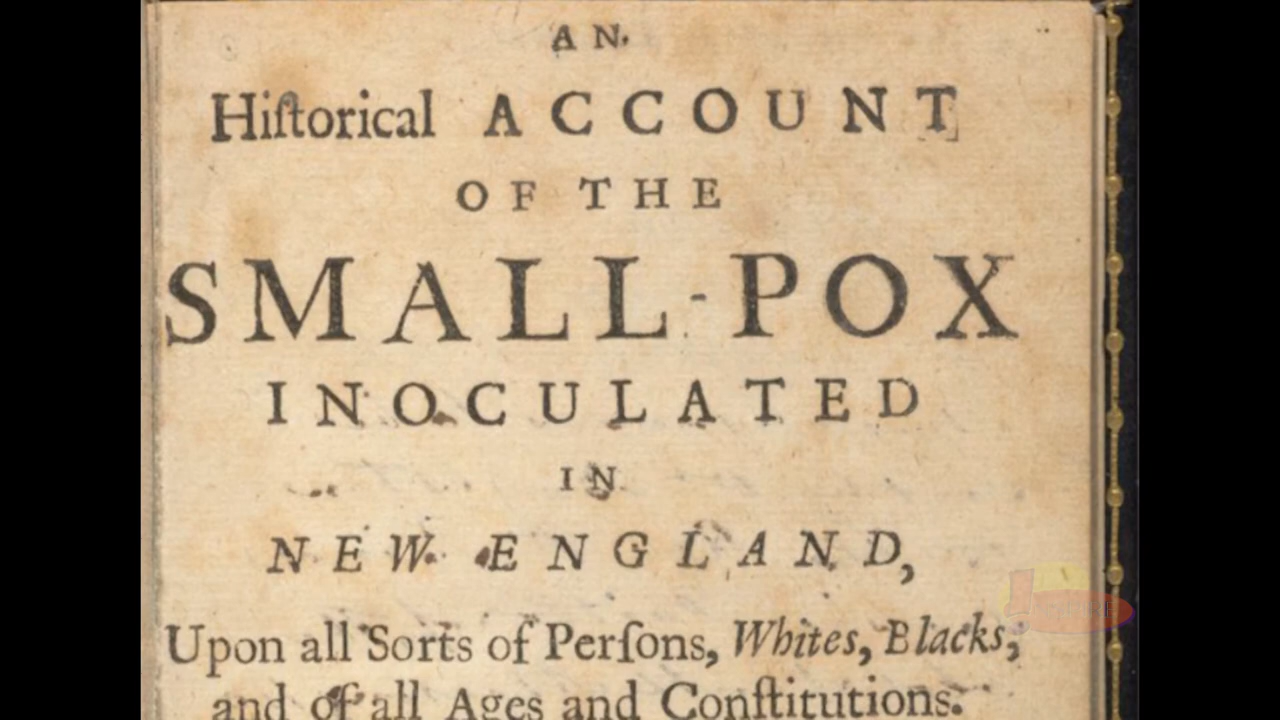 AN
Hiſtorical ACCOUNT
OF THE
SMALL-POX
INOCULATED
IN
NEW ENGLAND,
Upon all Sorts of Perſons, Whites, Blacks,
and of all Ages and Conſtitutions.